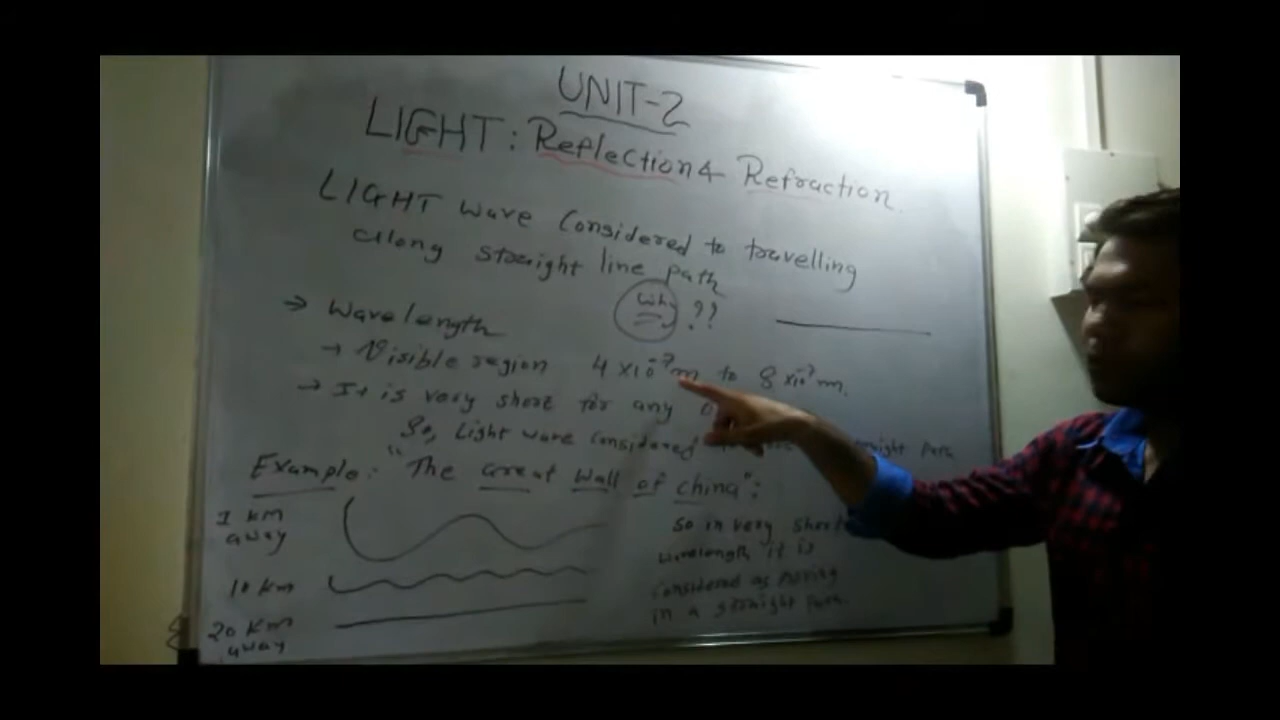 UNIT-2
LIGHT: Reflection & Refraction
LIGHT wave Considered to travelling
along straight line path
Why ??
→ Wavelength
→ Visible region 4 x10⁻⁷m to 8 x10⁻⁷m.
→ It is very short for any
So, Light wave considered straight path
Example: "The Great Wall of China":
1 km
away
10 km
20 km
away
So in very short
wavelength it is
considered as moving
in a straight path.